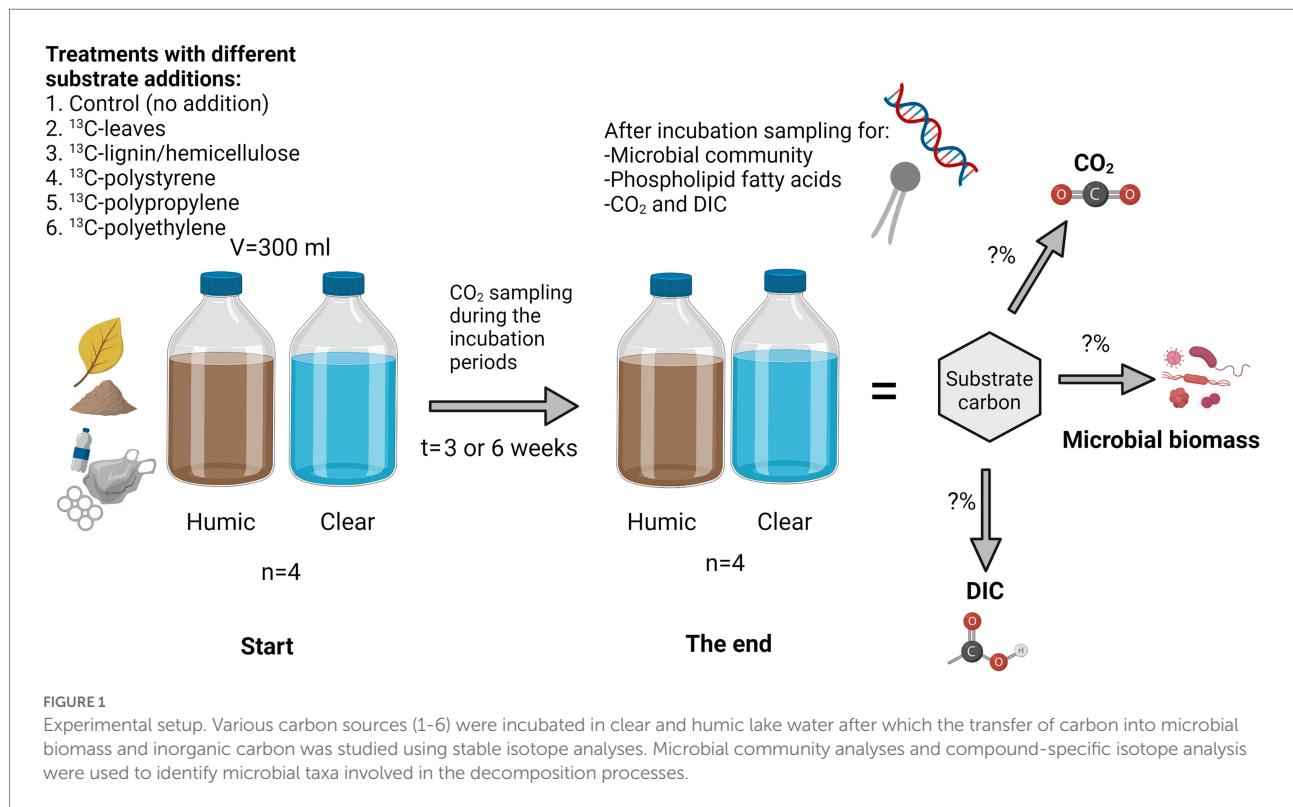 Treatments with different
substrate additions:
1. Control (no addition)
2. ¹³C-leaves
3. ¹³C-lignin/hemicellulose
4. ¹³C-polystyrene
5. ¹³C-polypropylene
6. ¹³C-polyethylene
V=300 ml
Humic
Clear
n=4
Start
CO₂ sampling
during the
incubation
periods
t=3 or 6 weeks
After incubation sampling for:
-Microbial community
-Phospholipid fatty acids
-CO₂ and DIC
Humic
Clear
n=4
The end
=
Substrate
carbon
?%
CO₂
O C O
?%
Microbial biomass
?%
DIC
O
C
O
H
FIGURE 1
Experimental setup. Various carbon sources (1-6) were incubated in clear and humic lake water after which the transfer of carbon into microbial
biomass and inorganic carbon was studied using stable isotope analyses. Microbial community analyses and compound-specific isotope analysis
were used to identify microbial taxa involved in the decomposition processes.